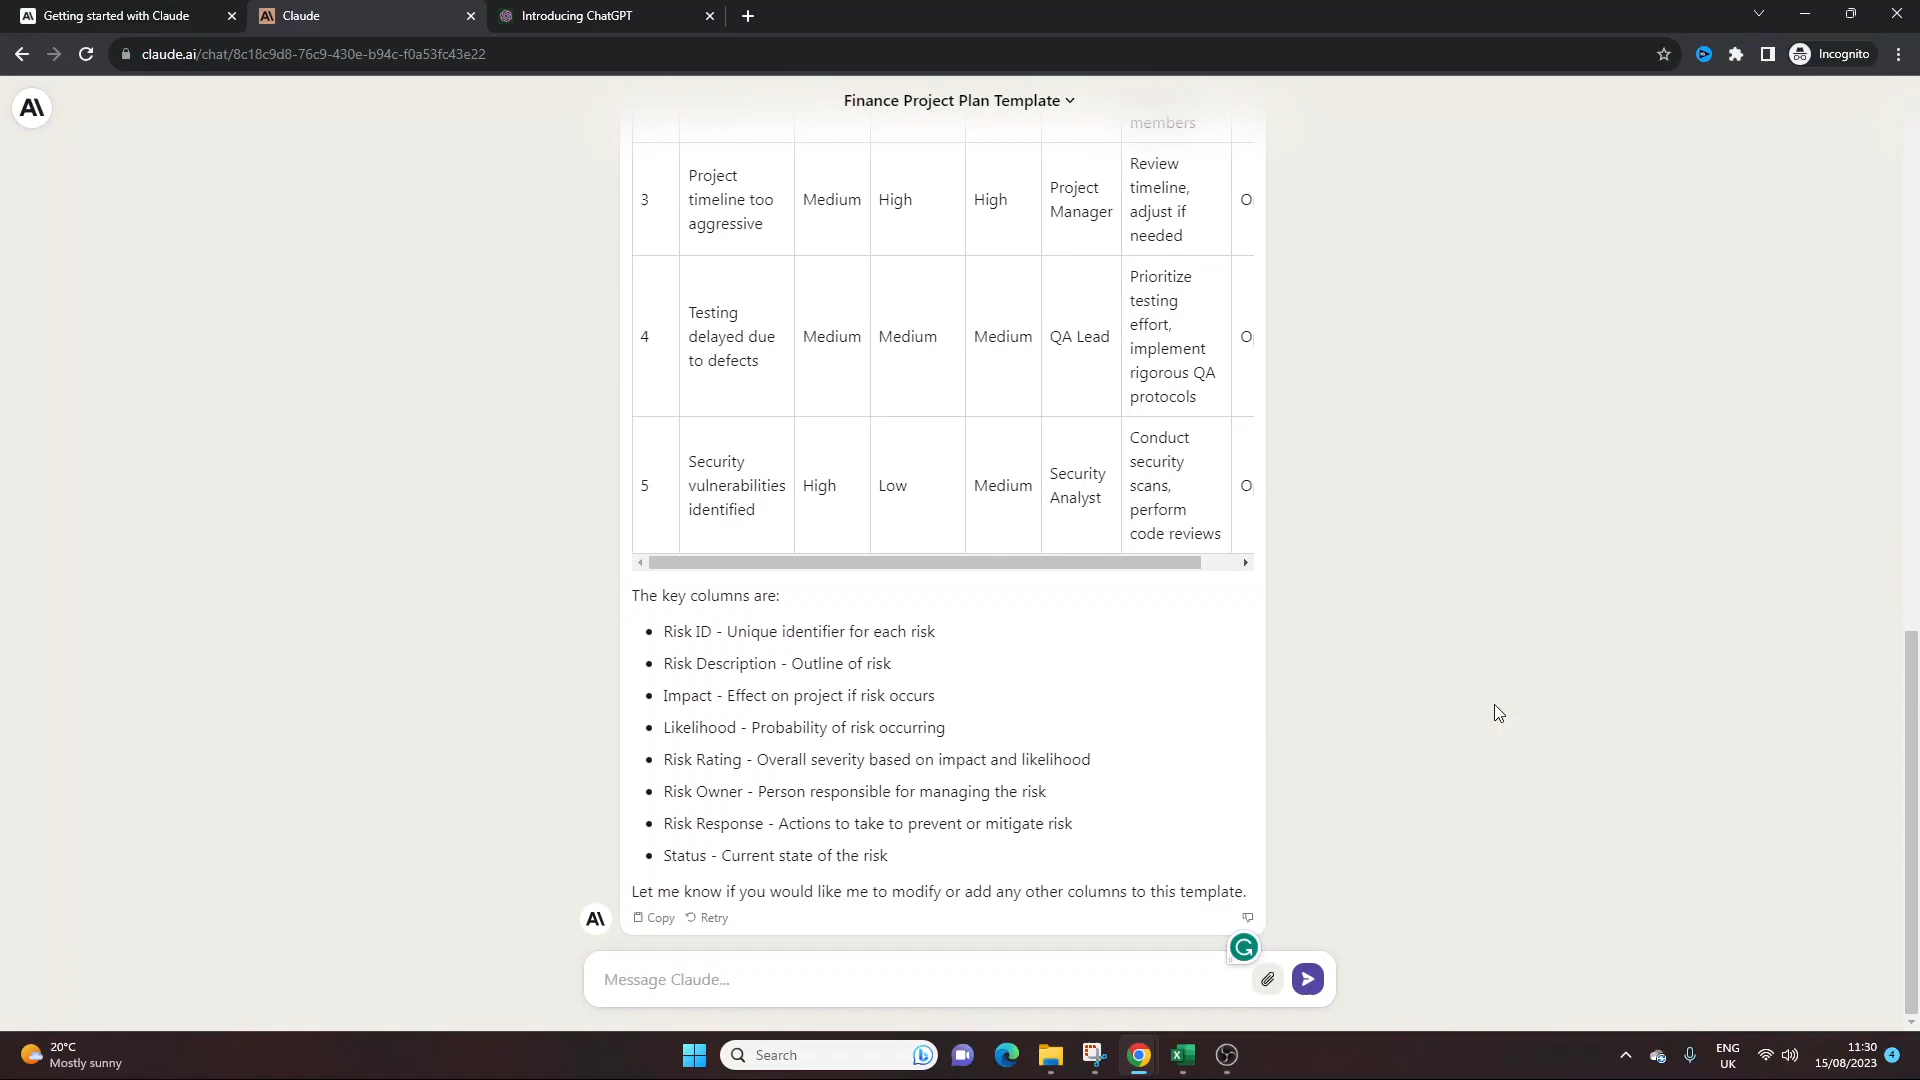 Getting started with Claude
Claude
Introducing ChatGPT
claude.ai/chat/8c18c9d8-76c9-430e-b94c-f0a53fc43e22
Incognito
Finance Project Plan Template
members
3
Project
timeline too
aggressive
Medium
High
High
Project
Manager
Review
timeline,
adjust if
needed
4
Testing
delayed due
to defects
Medium
Medium
Medium
QA Lead
Prioritize
testing
effort,
implement
rigorous QA
protocols
5
Security
vulnerabilities
identified
High
Low
Medium
Security
Analyst
Conduct
security
scans,
perform
code reviews
The key columns are:
• Risk ID - Unique identifier for each risk
• Risk Description - Outline of risk
• Impact - Effect on project if risk occurs
• Likelihood - Probability of risk occurring
• Risk Rating - Overall severity based on impact and likelihood
• Risk Owner - Person responsible for managing the risk
• Risk Response - Actions to take to prevent or mitigate risk
• Status - Current state of the risk
Let me know if you would like me to modify or add any other columns to this template.
Copy Retry
Message Claude...
20°C
Mostly sunny
Search
ENG
UK
11:30
15/08/2023
4